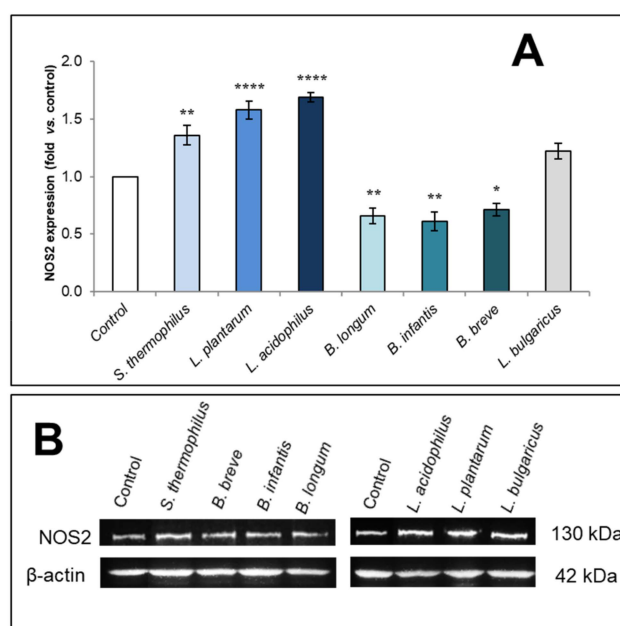 A
NOS2 expression (fold vs. control)
2.0
1.5
1.0
0.5
0.0
**
****
****
**
**
*
Control
S. thermophilus
L. plantarum
L. acidophilus
B. longum
B. infantis
B. breve
L. bulgaricus
B
Control
S. thermophilus
B. breve
B. infantis
B. longum
Control
L. acidophilus
L. plantarum
L. bulgaricus
NOS2
130 kDa
β-actin
42 kDa